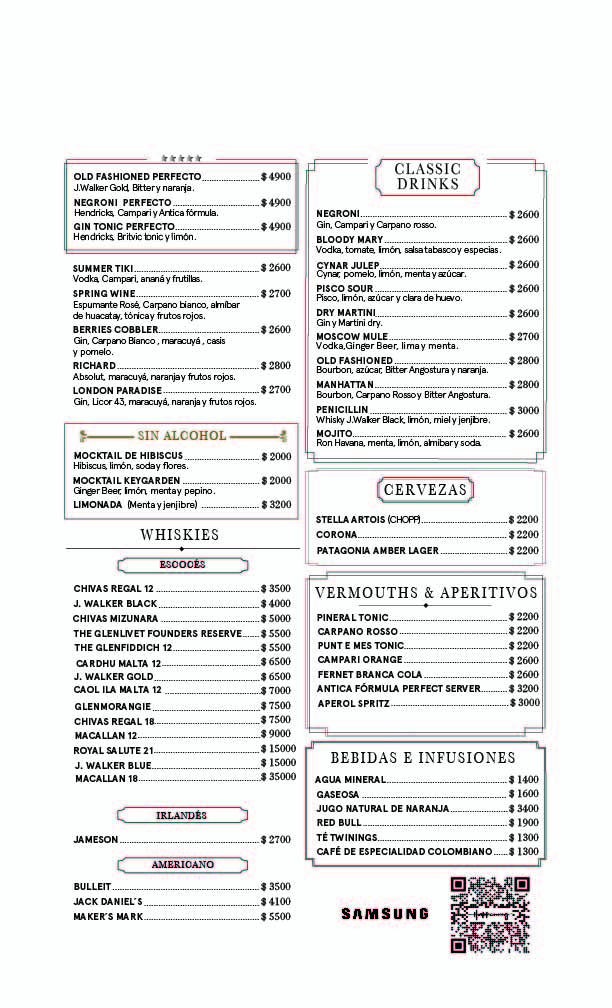 OLD FASHIONED PERFECTO $ 4900
J.Walker Gold, Bitter y naranja.
NEGRONI PERFECTO $ 4900
Hendricks, Campari y Antica fórmula.
GIN TONIC PERFECTO $ 4900
Hendricks, Britvic tonic y limón.
SUMMER TIKI $ 2600
Vodka, Campari, ananá y frutillas.
SPRING WINE $ 2700
Espumante Rosé, Carpano bianco, almíbar
de huacatay, tónica y frutos rojos.
BERRIES COBBLER $ 2600
Gin, Carpano Bianco , maracuyá , casis
y pomelo.
RICHARD $ 2800
Absolut, maracuyá, naranja y frutos rojos.
LONDON PARADISE $ 2700
Gin, Licor 43, maracuyá, naranja y frutos rojos.
SIN ALCOHOL
MOCKTAIL DE HIBISCUS $ 2000
Hibiscus, limón, soda y flores.
MOCKTAIL KEYGARDEN $ 2000
Ginger Beer, limón, menta y pepino.
LIMONADA (Menta y jenjibre) $ 3200
WHISKIES
ESCOCÉS
CHIVAS REGAL 12 $ 3500
J. WALKER BLACK $ 4000
CHIVAS MIZUNARA $ 5000
THE GLENLIVET FOUNDERS RESERVE $ 5500
THE GLENFIDDICH 12 $ 5500
CARDHU MALTA 12 $ 6500
J. WALKER GOLD $ 6500
CAOL ILA MALTA 12 $ 7000
GLENMORANGIE $ 7500
CHIVAS REGAL 18 $ 7500
MACALLAN 12 $ 9000
ROYAL SALUTE 21 $ 15000
J. WALKER BLUE $ 15000
MACALLAN 18 $ 35000
IRLANDÉS
JAMESON $ 2700
AMERICANO
BULLEIT $ 3500
JACK DANIEL'S $ 4100
MAKER'S MARK $ 5500
CLASSIC
DRINKS
NEGRONI $ 2600
Gin, Campari y Carpano rosso.
BLOODY MARY $ 2600
Vodka, tomate, limón, salsa tabasco y especias.
CYNAR JULEP $ 2600
Cynar, pomelo, limón, menta y azúcar.
PISCO SOUR $ 2600
Pisco, limón, azúcar y clara de huevo.
DRY MARTINI $ 2600
Gin y Martini dry.
MOSCOW MULE $ 2700
Vodka,Ginger Beer, lima y menta.
OLD FASHIONED $ 2800
Bourbon, azúcar, Bitter Angostura y naranja.
MANHATTAN $ 2800
Bourbon, Carpano Rosso y Bitter Angostura.
PENICILLIN $ 3000
Whisky J.Walker Black, limón, miel y jenjibre.
MOJITO $ 2600
Ron Havana, menta, limón, almíbar y soda.
CERVEZAS
STELLA ARTOIS (CHOPP) $ 2200
CORONA $ 2200
PATAGONIA AMBER LAGER $ 2200
VERMOUTHS & APERITIVOS
PINERAL TONIC $ 2200
CARPANO ROSSO $ 2200
PUNT E MES TONIC $ 2200
CAMPARI ORANGE $ 2600
FERNET BRANCA COLA $ 2600
ANTICA FÓRMULA PERFECT SERVER $ 3200
APEROL SPRITZ $ 3000
BEBIDAS E INFUSIONES
AGUA MINERAL $ 1400
GASEOSA $ 1600
JUGO NATURAL DE NARANJA $ 3400
RED BULL $ 1900
TÉ TWININGS $ 1300
CAFÉ DE ESPECIALIDAD COLOMBIANO $ 1300
SAMSUNG